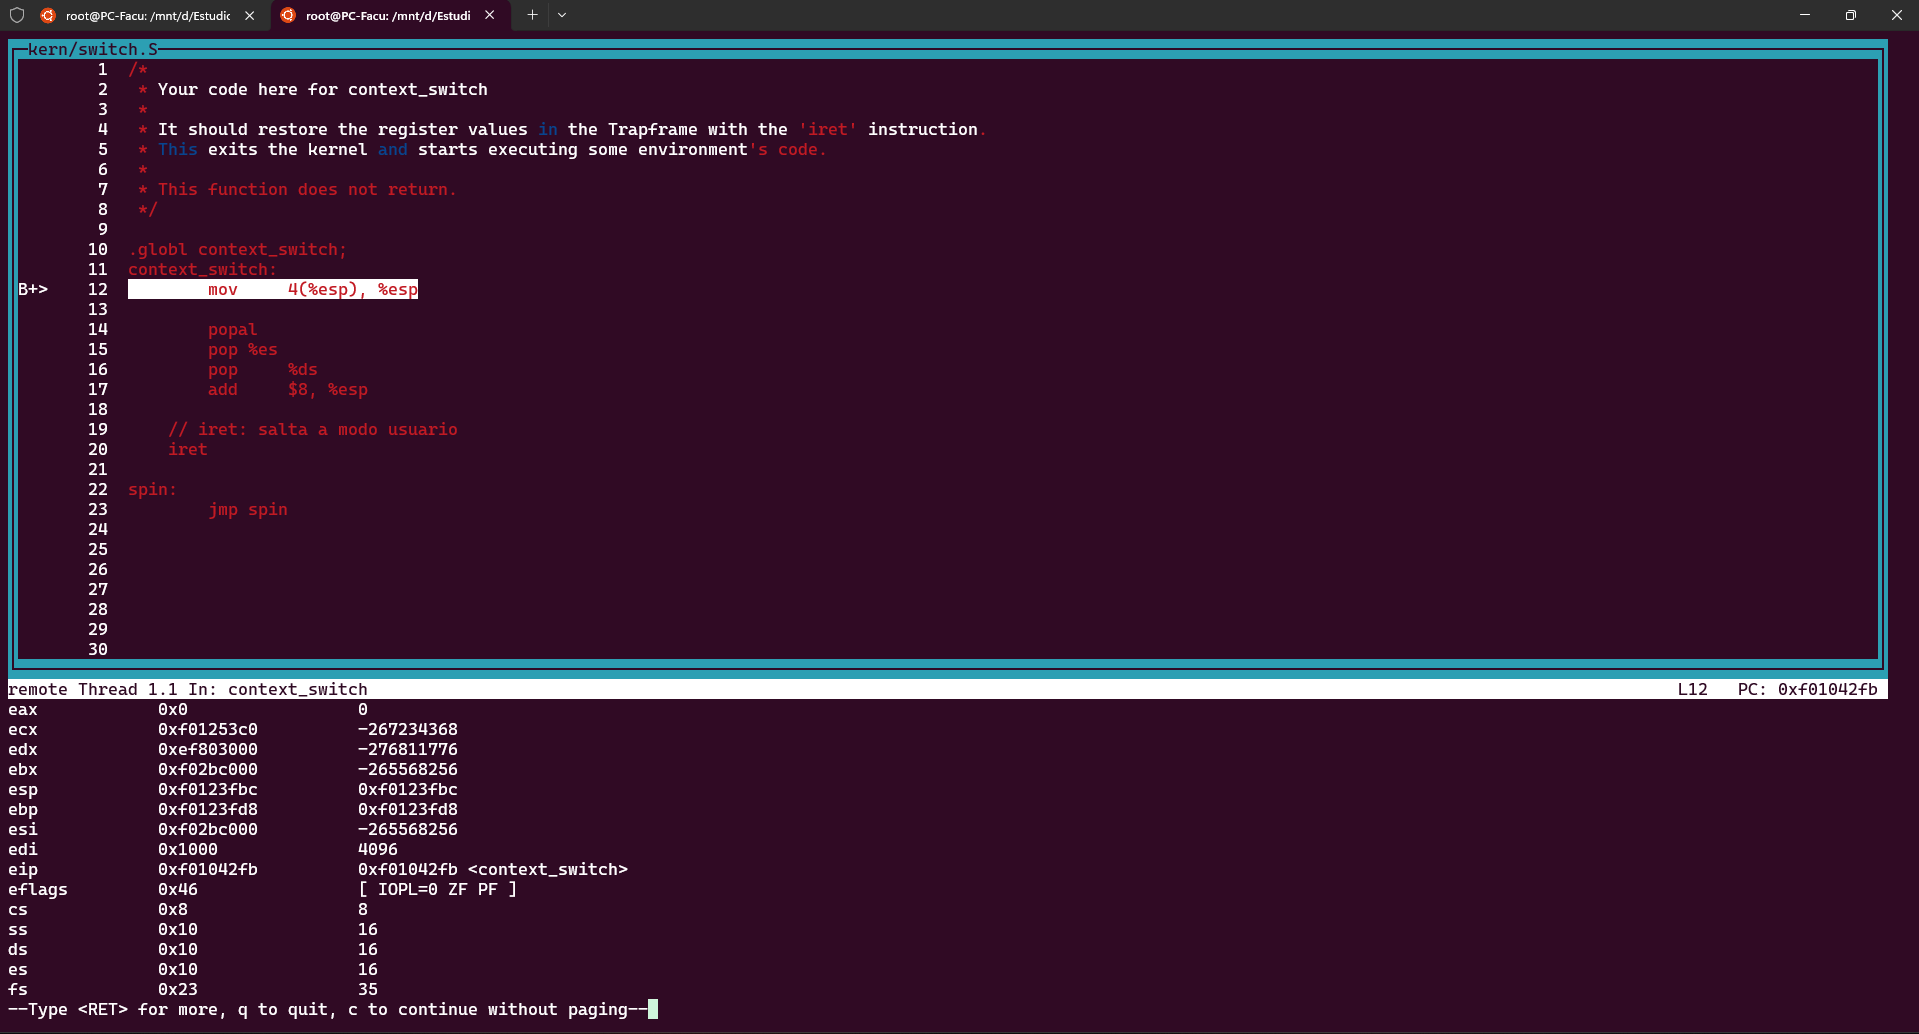 root@PC-Facu: /mnt/d/Estudic
root@PC-Facu: /mnt/d/Estudi
kern/switch.S
1 /*
2 * Your code here for context_switch
3 *
4 * It should restore the register values in the Trapframe with the 'iret' instruction.
5 * This exits the kernel and starts executing some environment's code.
6 *
7 * This function does not return.
8 */
9
10 .globl context_switch;
11 context_switch:
B+> 12 mov 4(%esp), %esp
13
14 popal
15 pop %es
16 pop %ds
17 add $8, %esp
18
19 // iret: salta a modo usuario
20 iret
21
22 spin:
23 jmp spin
24
25
26
27
28
29
30
remote Thread 1.1 In: context_switch L12 PC: 0xf01042fb
eax 0x0 0
ecx 0xf01253c0 -267234368
edx 0xef803000 -276811776
ebx 0xf02bc000 -265568256
esp 0xf0123fbc 0xf0123fbc
ebp 0xf0123fd8 0xf0123fd8
esi 0xf02bc000 -265568256
edi 0x1000 4096
eip 0xf01042fb 0xf01042fb <context_switch>
eflags 0x46 [ IOPL=0 ZF PF ]
cs 0x8 8
ss 0x10 16
ds 0x10 16
es 0x10 16
fs 0x23 35
--Type <RET> for more, q to quit, c to continue without paging--